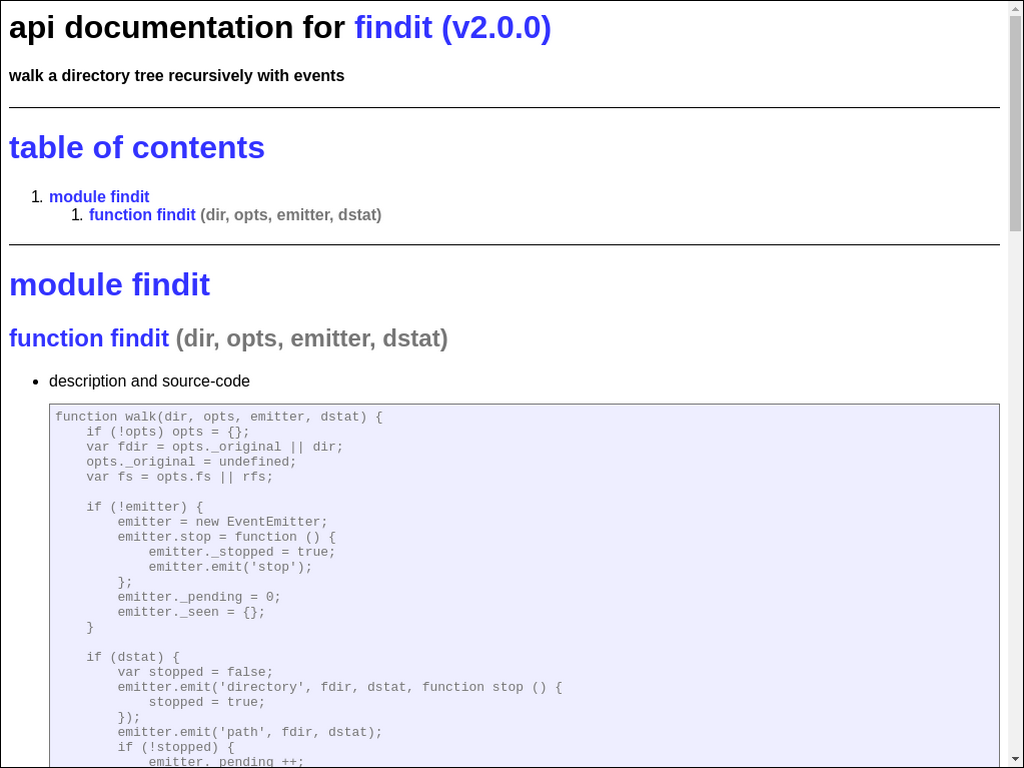 api documentation for findit (v2.0.0)
walk a directory tree recursively with events
table of contents
1. module findit
1. function findit (dir, opts, emitter, dstat)
module findit
function findit (dir, opts, emitter, dstat)
• description and source-code
function walk(dir, opts, emitter, dstat) {
    if (!opts) opts = {};
    var fdir = opts._original || dir;
    opts._original = undefined;
    var fs = opts.fs || rfs;

    if (!emitter) {
        emitter = new EventEmitter;
        emitter.stop = function () {
            emitter._stopped = true;
            emitter.emit('stop');
        };
        emitter._pending = 0;
        emitter._seen = {};
    }

    if (dstat) {
        var stopped = false;
        emitter.emit('directory', fdir, dstat, function stop () {
            stopped = true;
        });
        emitter.emit('path', fdir, dstat);
        if (!stopped) {
            emitter._pending ++;